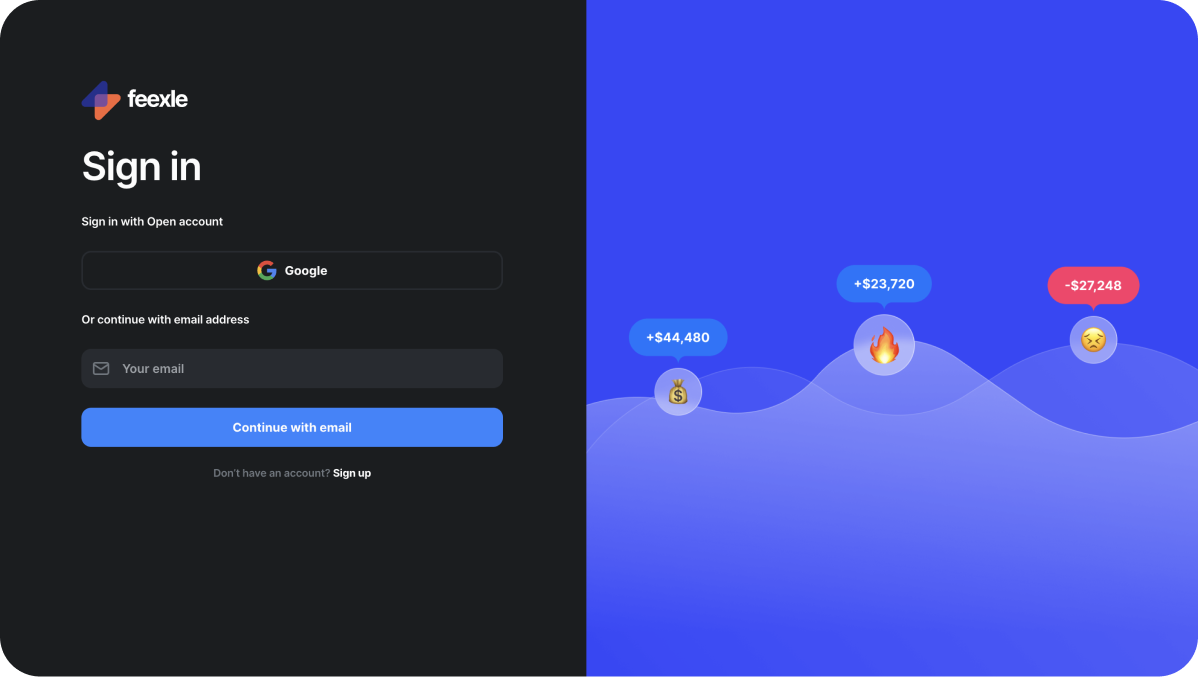 feexle
Sign in
Sign in with Open account
Google
Or continue with email address
Your email
Continue with email
Don't have an account? Sign up
+$44,480
+$23,720
-$27,248